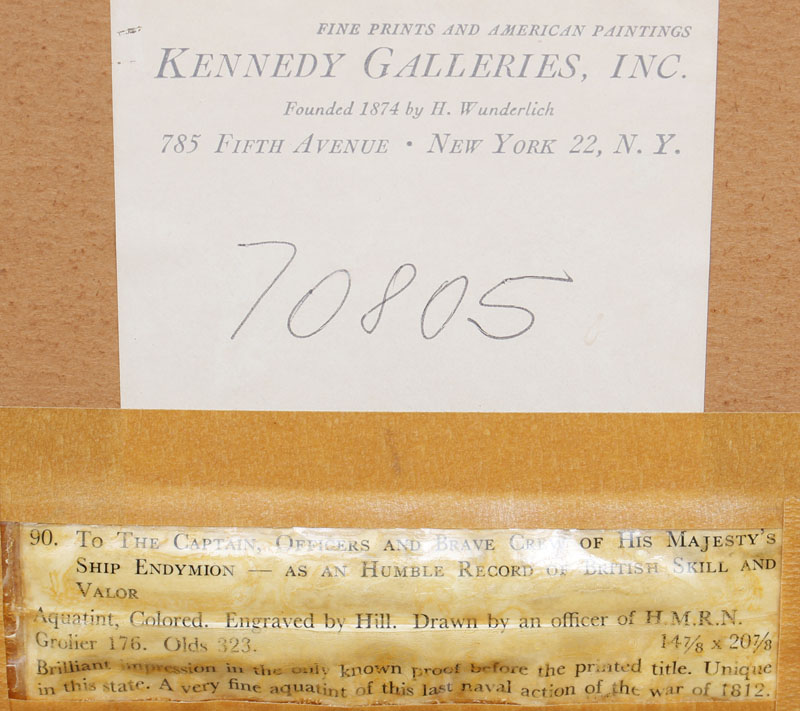 FINE PRINTS AND AMERICAN PAINTINGS
KENNEDY GALLERIES, INC.
Founded 1874 by H. Wunderlich
785 FIFTH AVENUE • NEW YORK 22, N. Y.
70805
90. TO THE CAPTAIN, OFFICERS AND BRAVE CREW OF HIS MAJESTY'S
SHIP ENDYMION — AS AN HUMBLE RECORD OF BRITISH SKILL AND
VALOR
Aquatint, Colored. Engraved by Hill. Drawn by an officer of H.M.R.N.
Grolier 176. Olds 323. 14⅞ x 20⅞
Brilliant impression in the only known proof before the printed title. Unique
in this state. A very fine aquatint of this last naval action of the war of 1812.